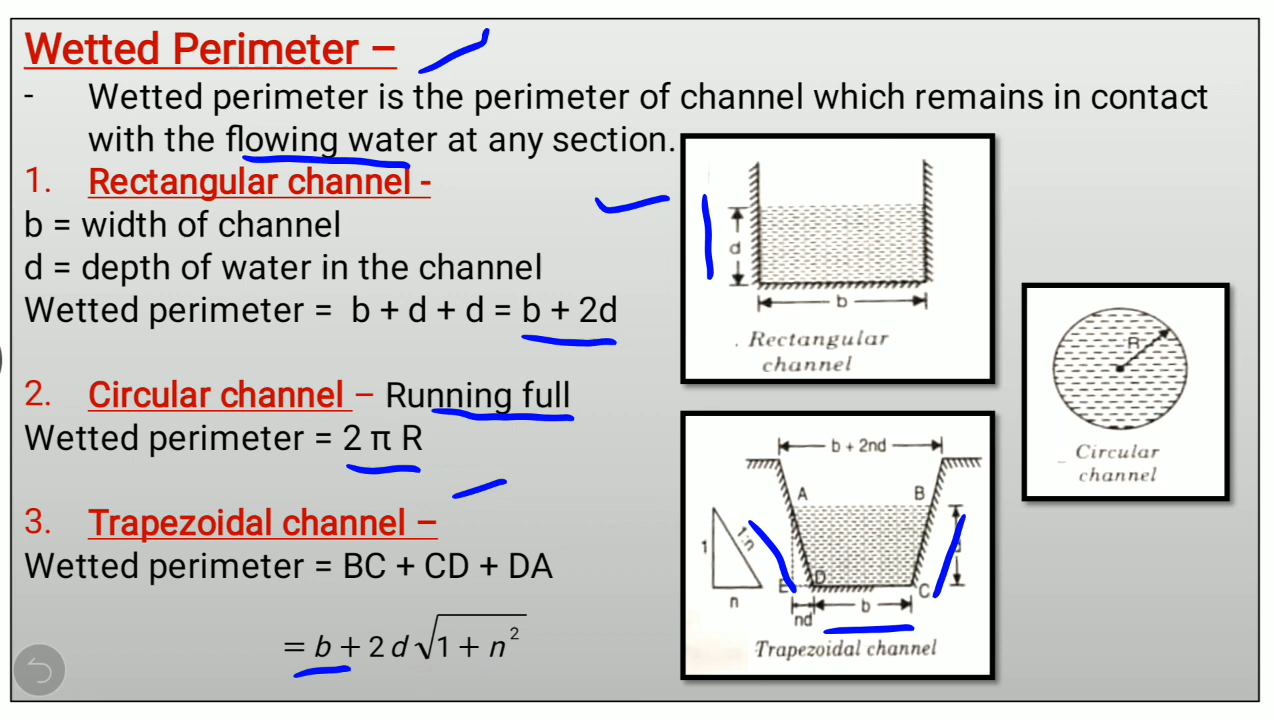 Wetted Perimeter –
- Wetted perimeter is the perimeter of channel which remains in contact
with the flowing water at any section.
1. Rectangular channel -
b = width of channel
d = depth of water in the channel
Wetted perimeter = b + d + d = b + 2d
2. Circular channel – Running full
Wetted perimeter = 2 π R
3. Trapezoidal channel –
Wetted perimeter = BC + CD + DA
= b + 2 d √1 + n²
d
b
Rectangular
channel
R
Circular
channel
b + 2nd
A B
1 1:n
n
E D C
nd b
Trapezoidal channel